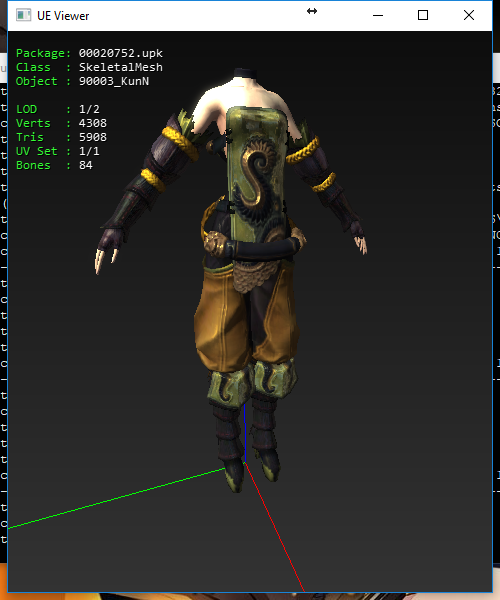 UE Viewer
Package: 00020752.upk
Class : SkeletalMesh
Object : 90003_KunN
LOD : 1/2
Verts : 4308
Tris : 5908
UV Set : 1/1
Bones : 84